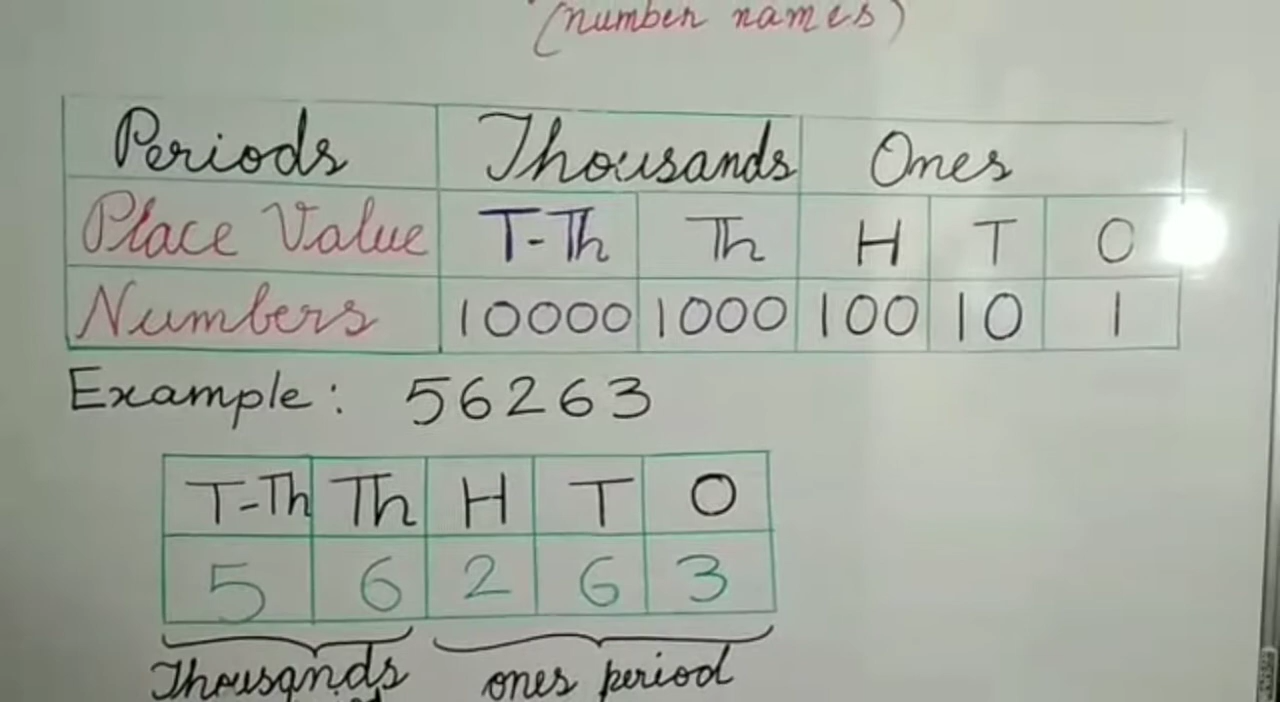 (number names)
Periods Thousands Ones
Place Value T-Th Th H T O
Numbers 10000 1000 100 10 1
Example: 56263
T-Th Th H T O
5 6 2 6 3
Thousands ones period